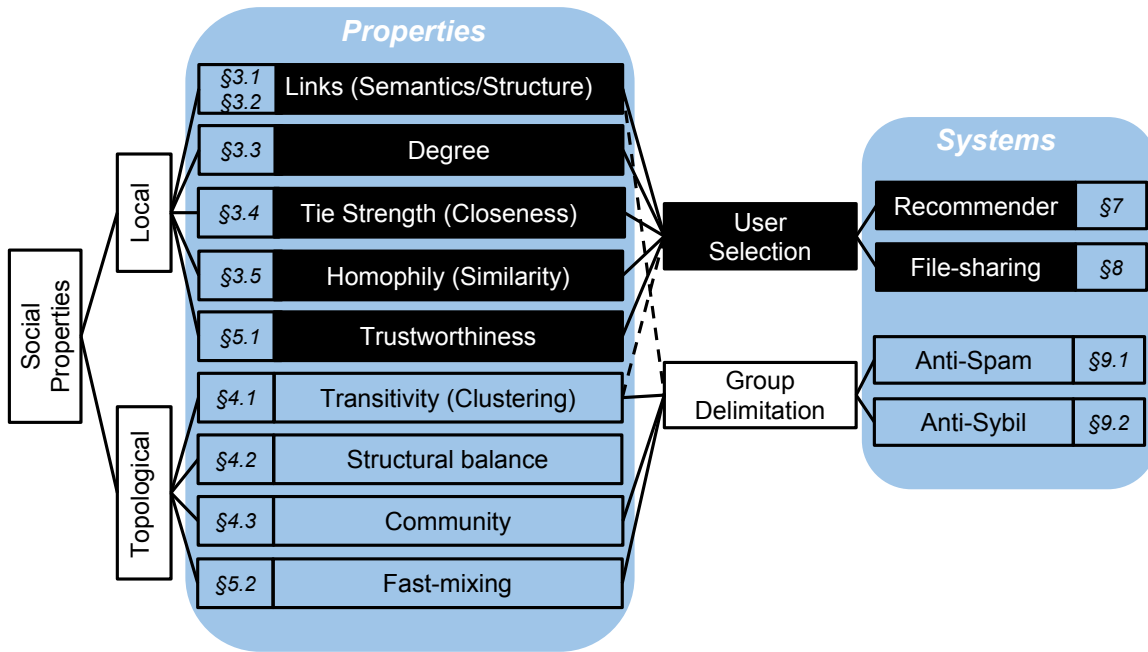 Properties
§3.1
§3.2
Links (Semantics/Structure)
§3.3
Degree
§3.4
Tie Strength (Closeness)
§3.5
Homophily (Similarity)
§5.1
Trustworthiness
§4.1
Transitivity (Clustering)
§4.2
Structural balance
§4.3
Community
§5.2
Fast-mixing
Social
Properties
Local
Topological
User
Selection
Group
Delimitation
Systems
Recommender
§7
File-sharing
§8
Anti-Spam
§9.1
Anti-Sybil
§9.2